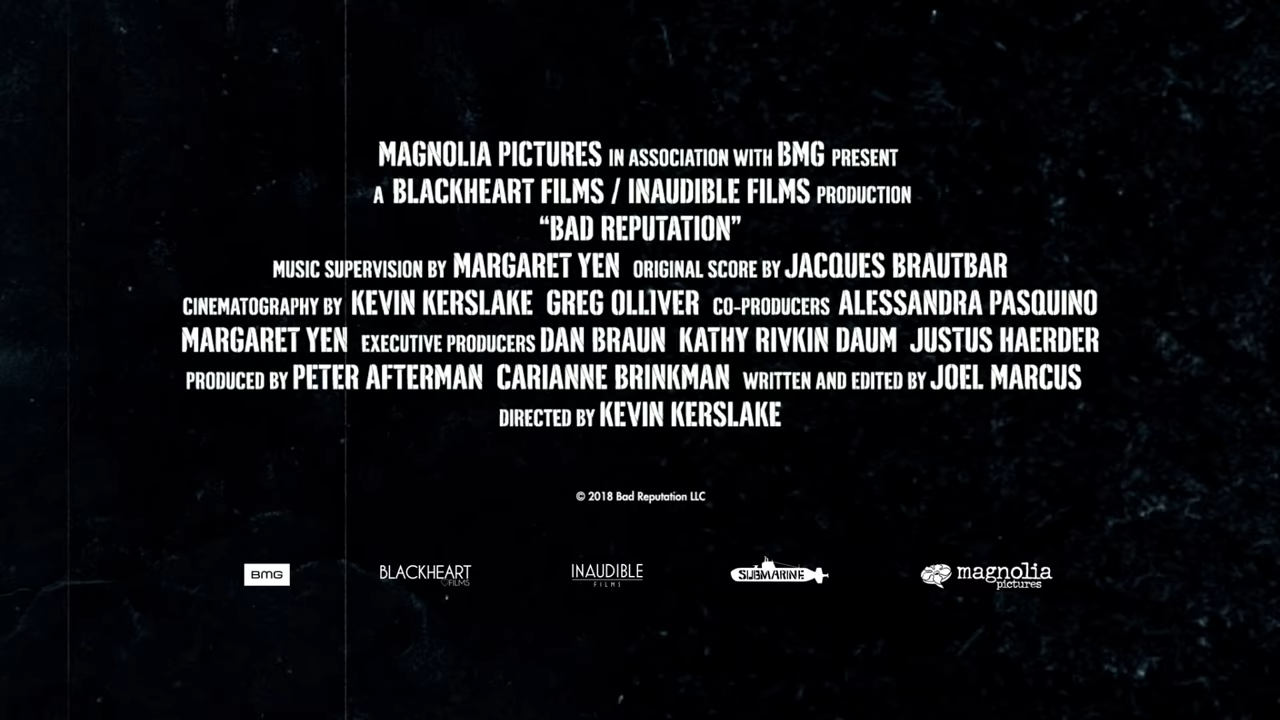 MAGNOLIA PICTURES IN ASSOCIATION WITH BMG PRESENT
A BLACKHEART FILMS / INAUDIBLE FILMS PRODUCTION
“BAD REPUTATION”
MUSIC SUPERVISION BY MARGARET YEN ORIGINAL SCORE BY JACQUES BRAUTBAR
CINEMATOGRAPHY BY KEVIN KERSLAKE GREG OLLIVER CO-PRODUCERS ALESSANDRA PASQUINO
MARGARET YEN EXECUTIVE PRODUCERS DAN BRAUN KATHY RIVKIN DAUM JUSTUS HAERDER
PRODUCED BY PETER AFTERMAN CARIANNE BRINKMAN WRITTEN AND EDITED BY JOEL MARCUS
DIRECTED BY KEVIN KERSLAKE
© 2018 Bad Reputation LLC
BMG
BLACKHEART
FILMS
INAUDIBLE
FILMS
SUBMARINE
magnolia
pictures